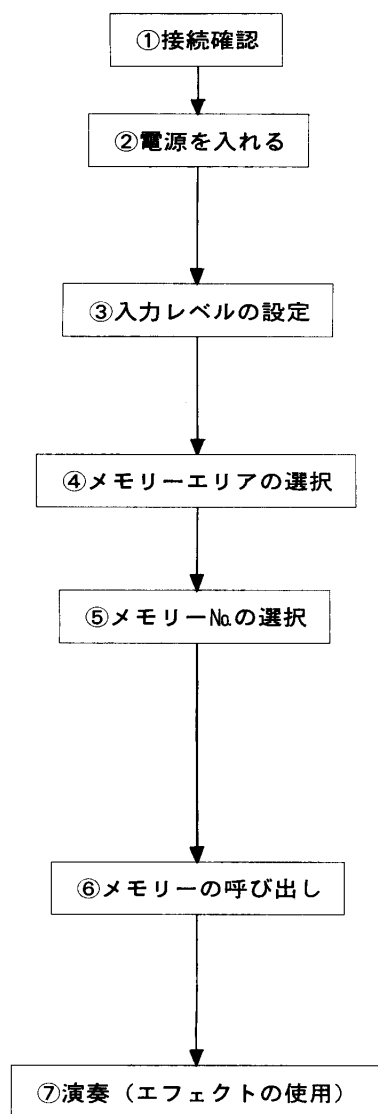 ①接続確認
②電源を入れる
③入力レベルの設定
④メモリーエリアの選択
⑤メモリー№の選択
⑥メモリーの呼び出し
⑦演奏（エフェクトの使用）